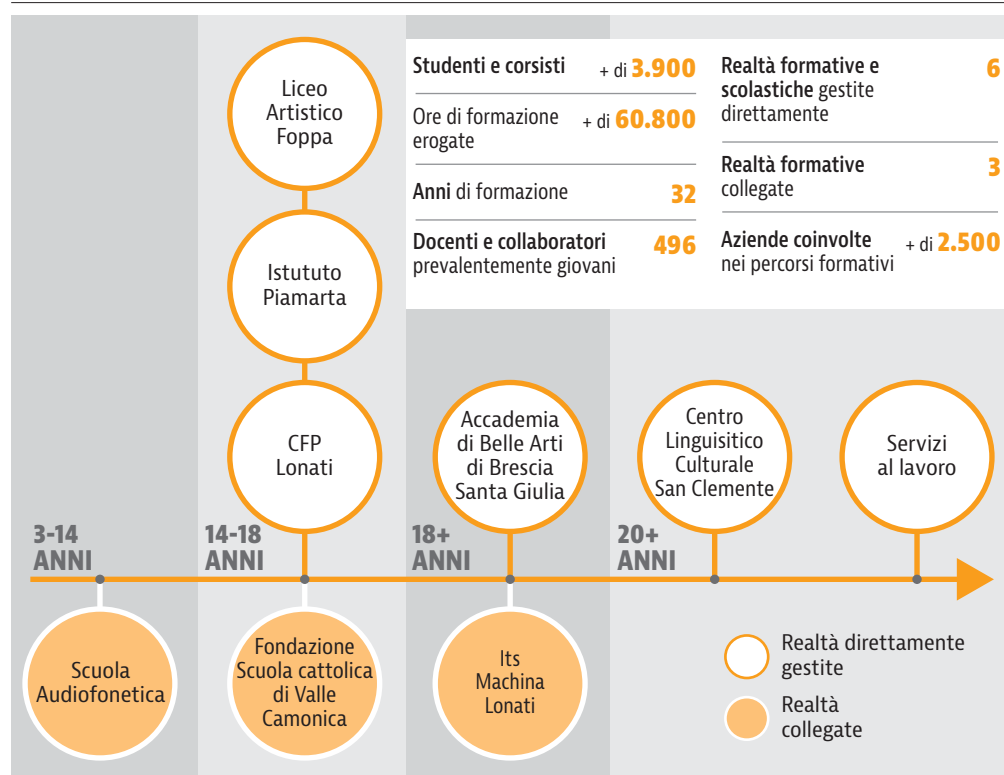 Liceo
Artistico
Foppa
Istututo
Piamarta
CFP
Lonati
Studenti e corsisti + di 3.900
Ore di formazione + di 60.800
erogate
Anni di formazione 32
Docenti e collaboratori 496
prevalentemente giovani
Realtà formative e 6
scolastiche gestite
direttamente
Realtà formative 3
collegate
Aziende coinvolte + di 2.500
nei percorsi formativi
Accademia
di Belle Arti
di Brescia
Santa Giulia
Centro
Linguisitico
Culturale
San Clemente
Servizi
al lavoro
3-14
ANNI
14-18
ANNI
18+
ANNI
20+
ANNI
Scuola
Audiofonetica
Fondazione
Scuola cattolica
di Valle
Camonica
Its
Machina
Lonati
Realtà direttamente
gestite
Realtà
collegate